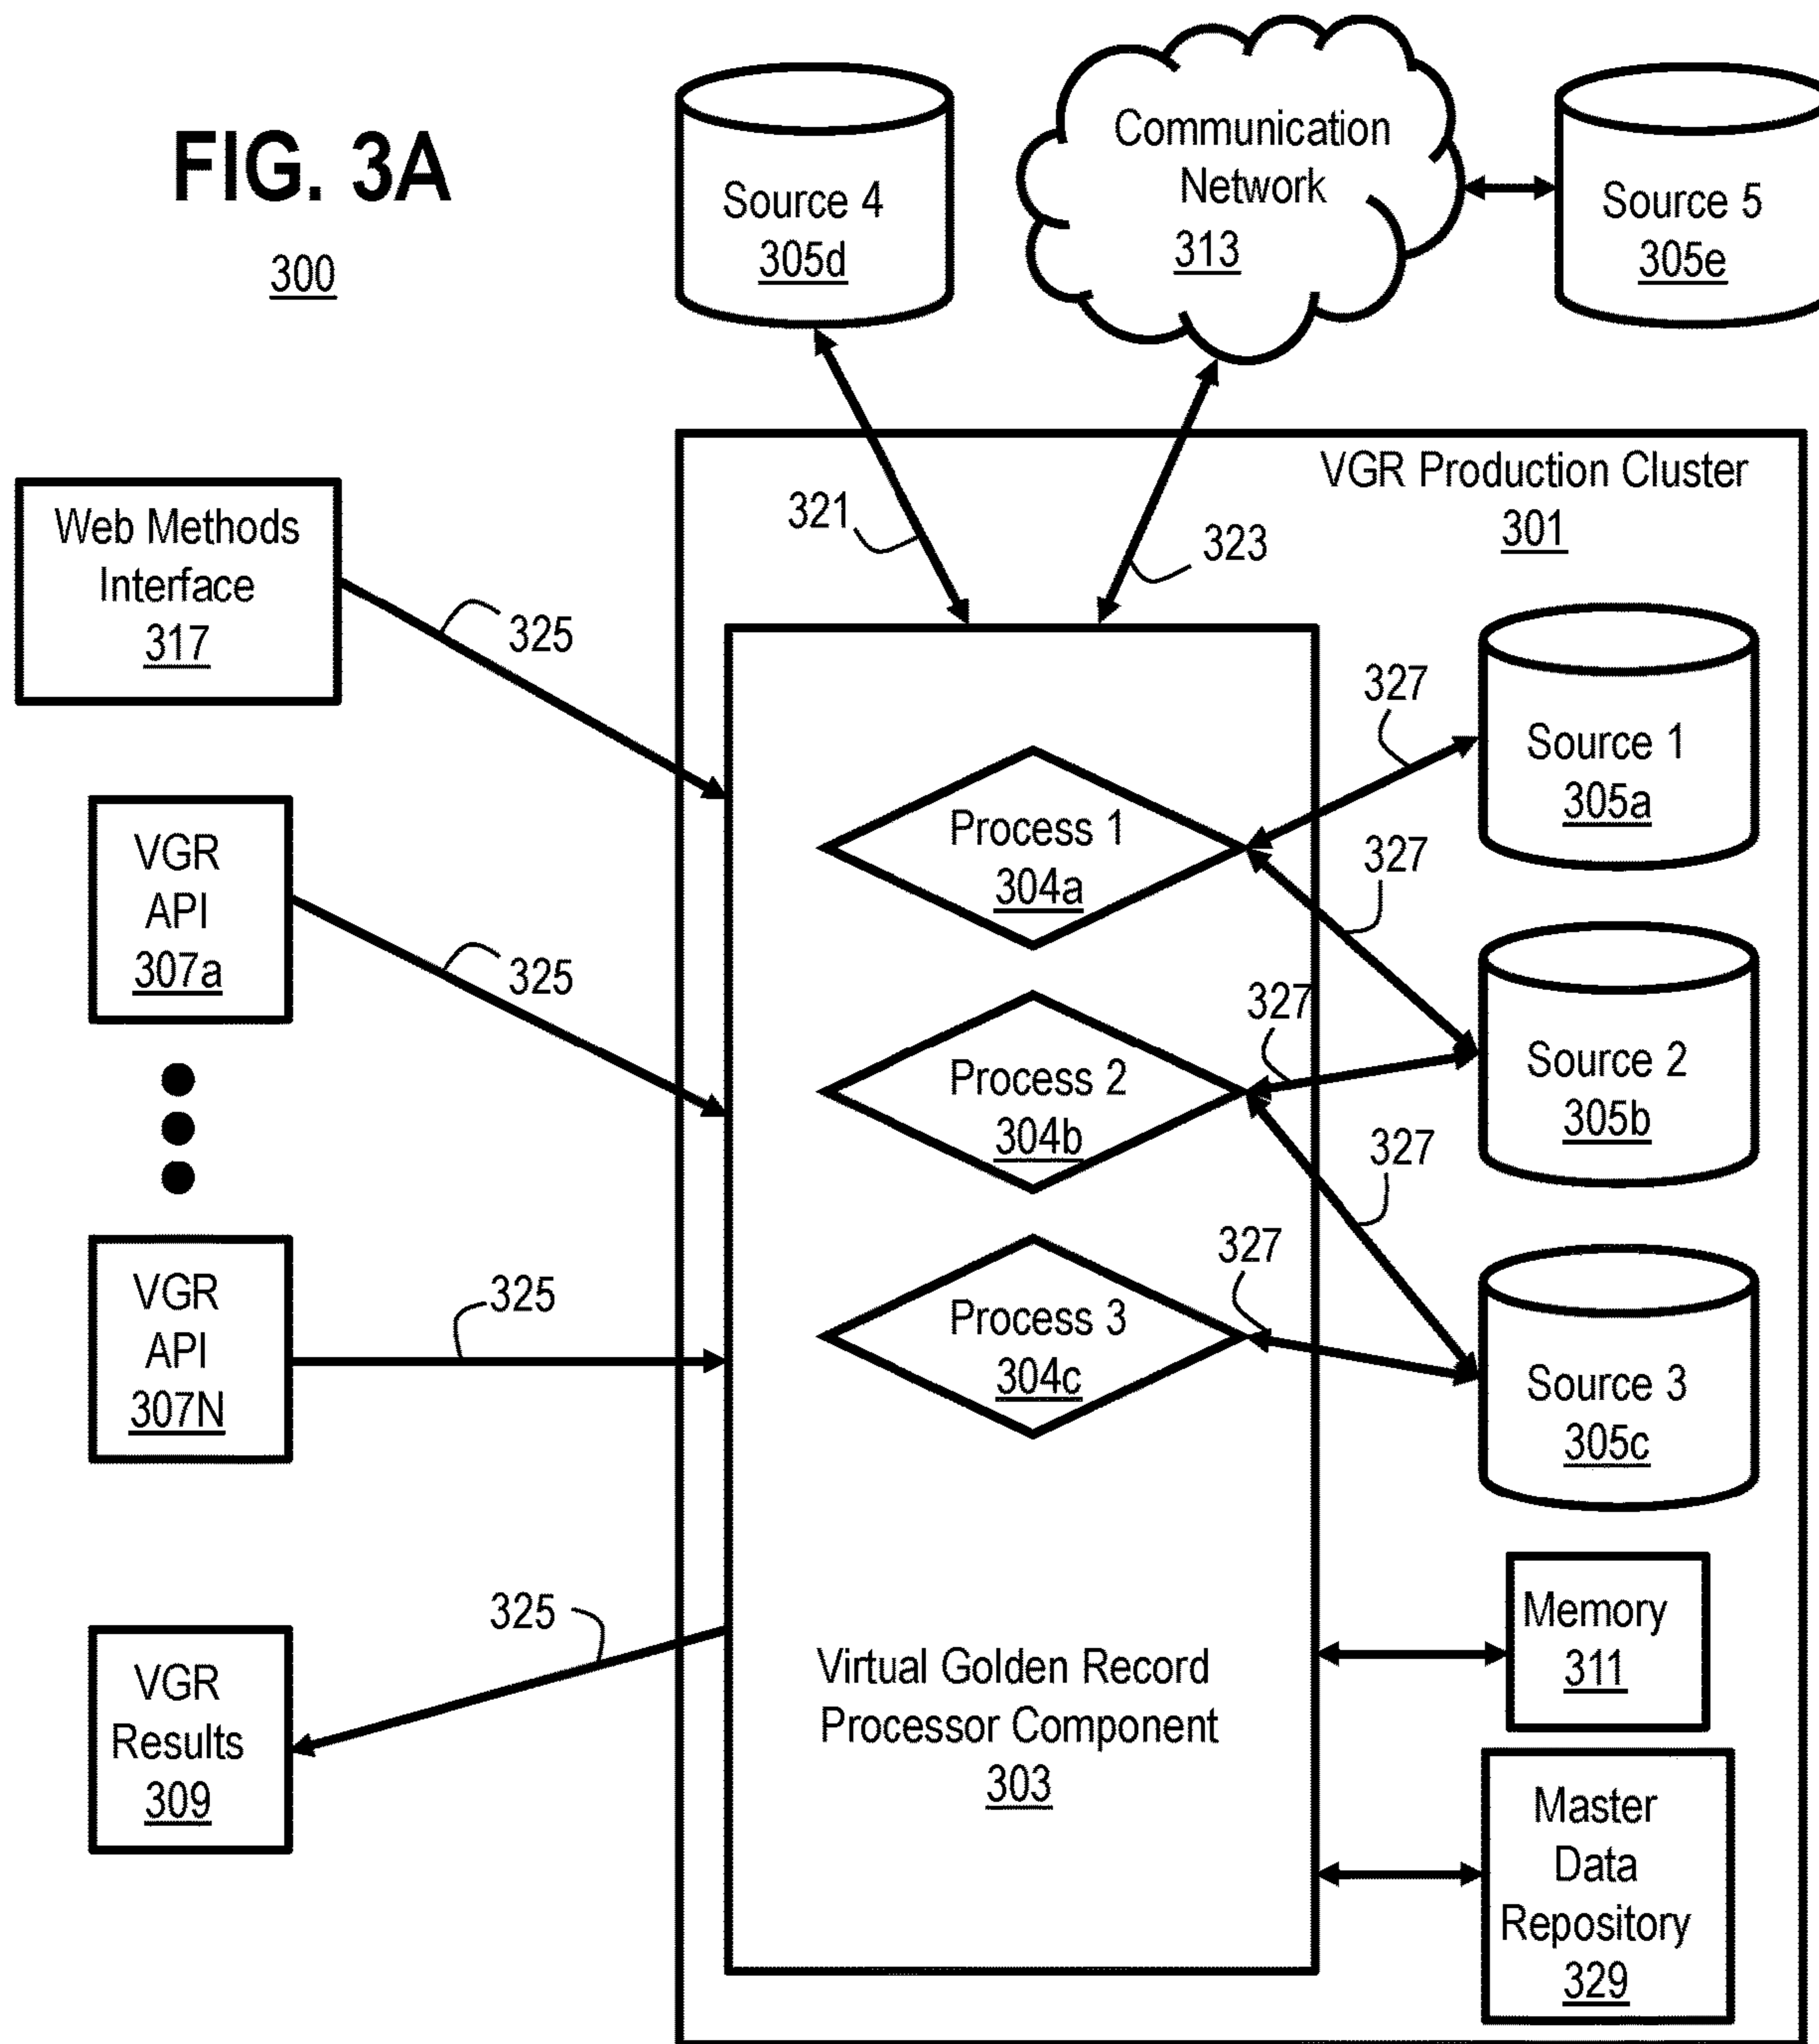 FIG. 3A
300
Source 4
305d
Communication
Network
313
Source 5
305e
VGR Production Cluster
301
321
323
Web Methods
Interface
317
325
VGR
API
307a
325
VGR
API
307N
325
VGR
Results
309
325
Process 1
304a
Process 2
304b
Process 3
304c
327
327
327
327
327
Source 1
305a
Source 2
305b
Source 3
305c
Virtual Golden Record
Processor Component
303
Memory
311
Master
Data
Repository
329